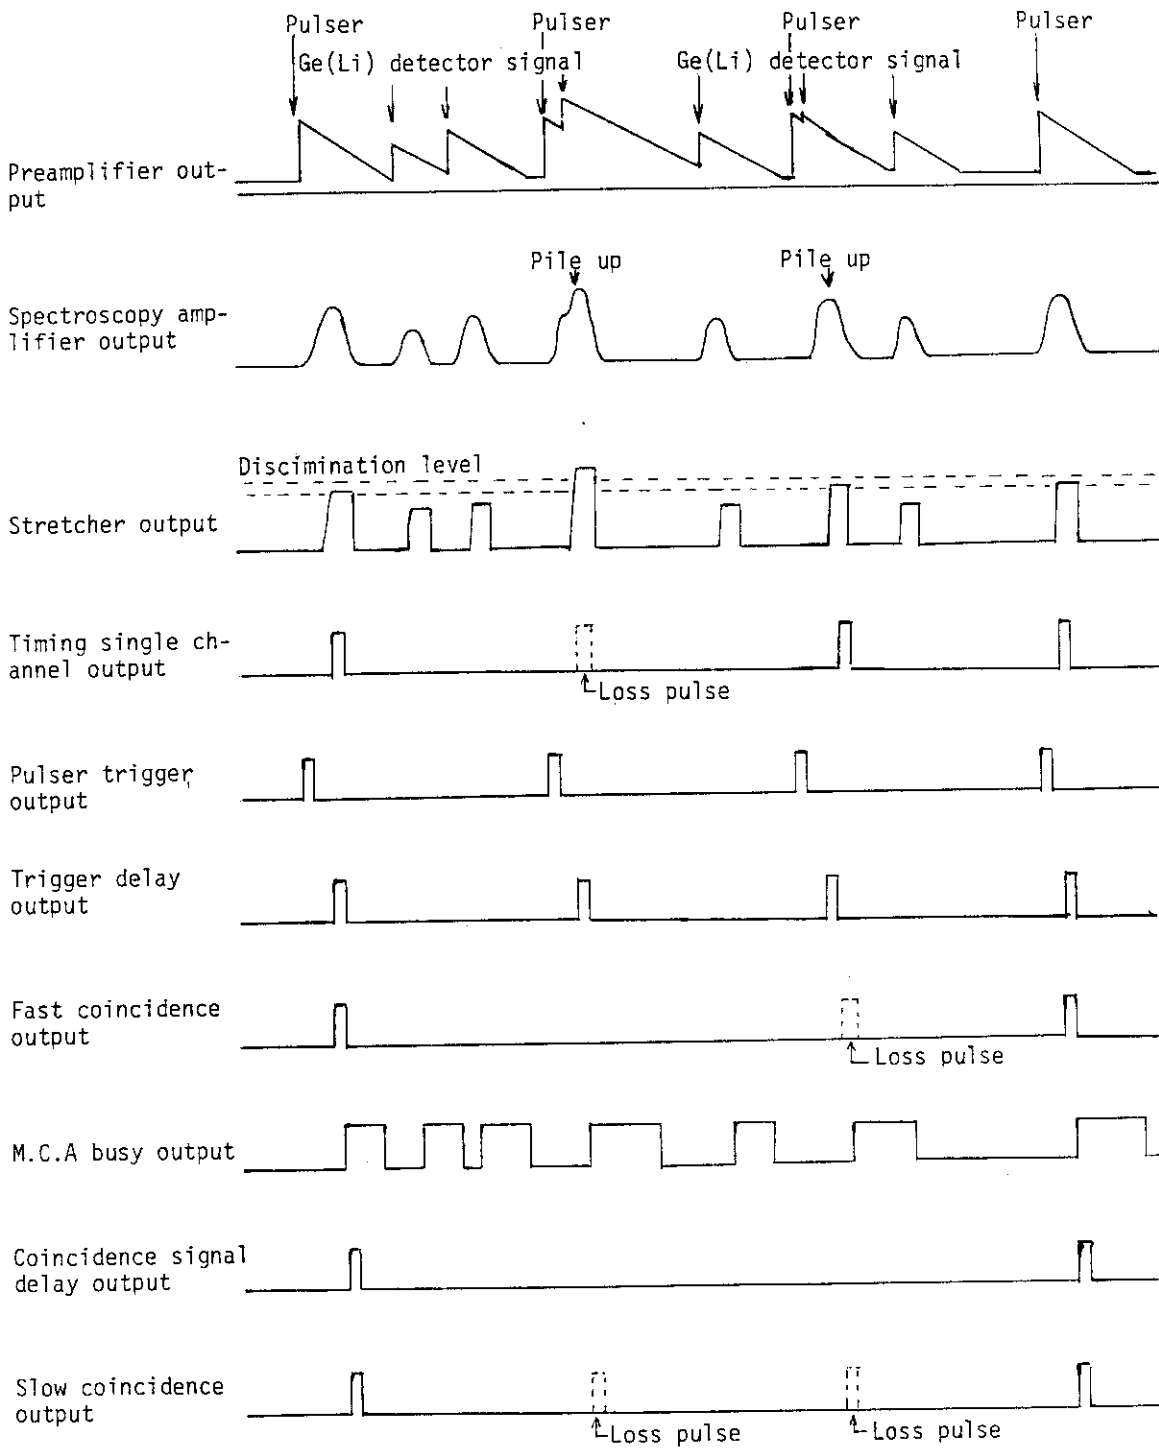 Pulser Pulser Pulser Pulser
Ge(Li) detector signal Ge(Li) detector signal
Preamplifier out-
put
Pile up Pile up
Spectroscopy amp-
lifier output
Discimination level
Stretcher output
Timing single ch-
annel output
Loss pulse
Pulser trigger
output
Trigger delay
output
Fast coincidence
output
Loss pulse
M.C.A busy output
Coincidence signal
delay output
Slow coincidence
output
Loss pulse Loss pulse